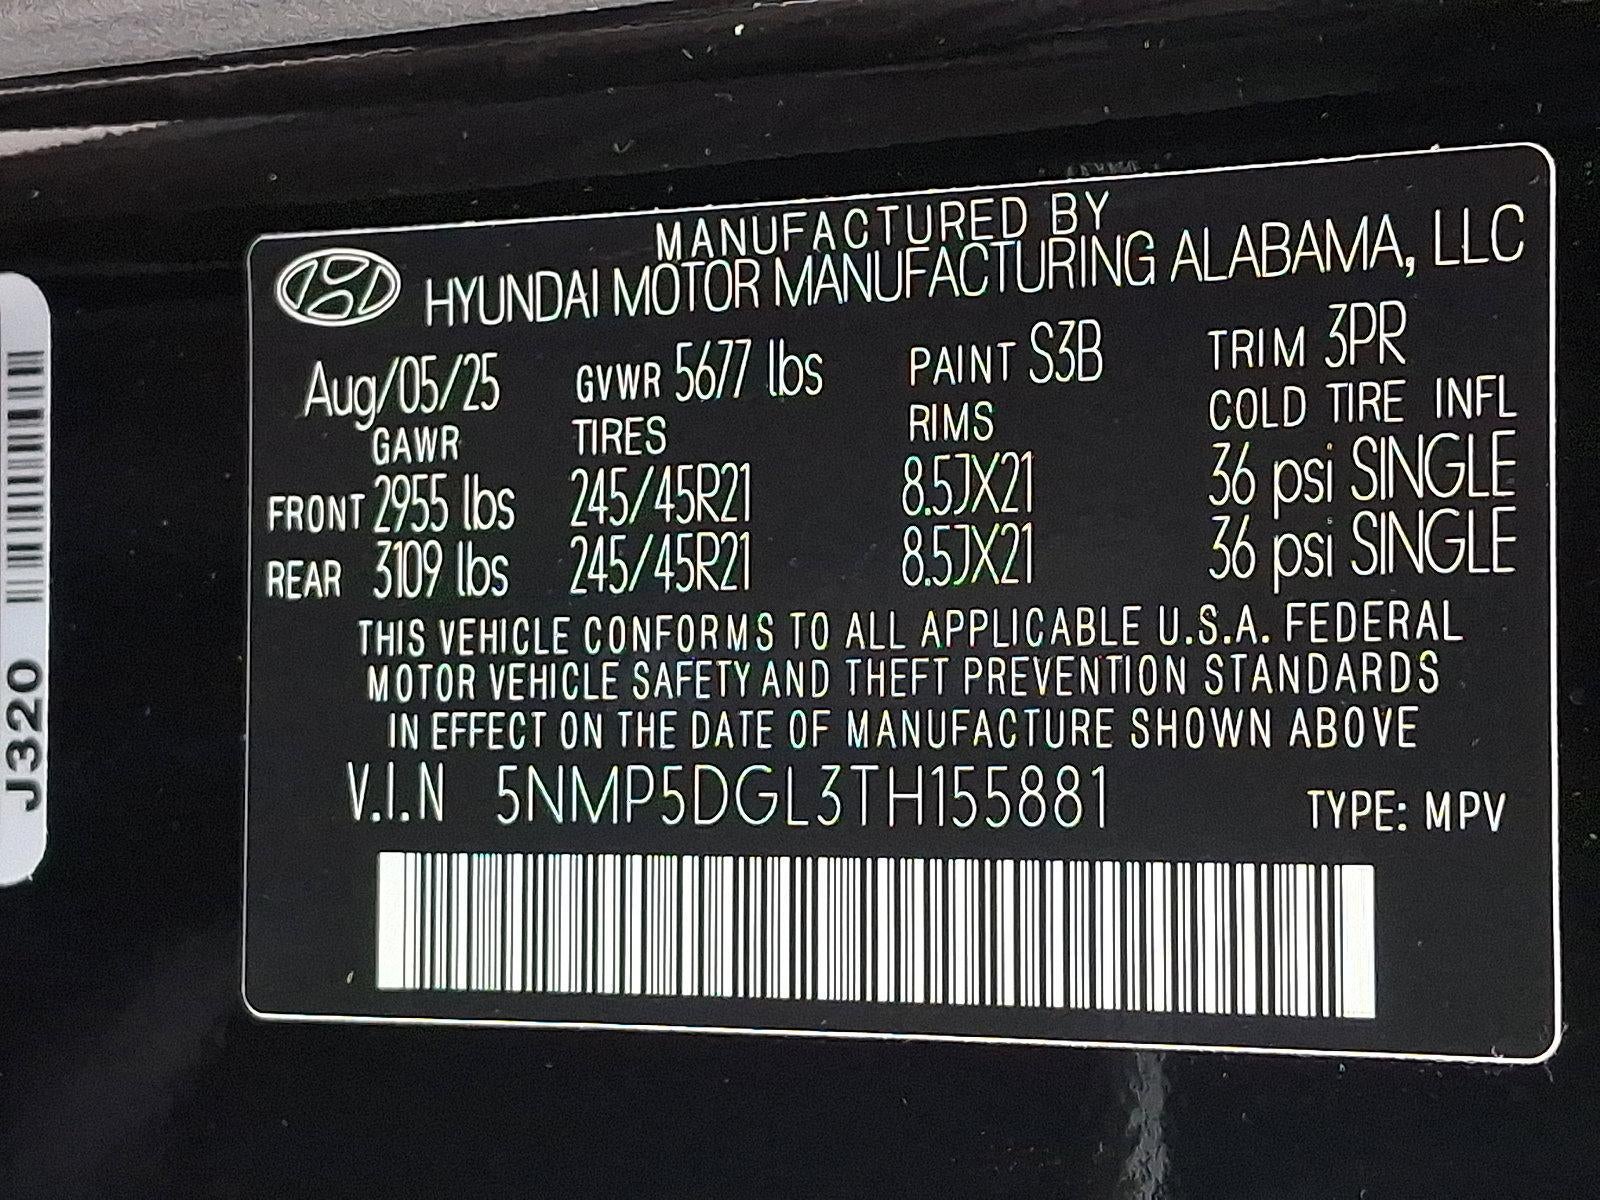 MANUFACTURED BY
HYUNDAI MOTOR MANUFACTURING ALABAMA, LLC
Aug/05/25 GVWR 5677 lbs PAINT S3B TRIM 3PR
GAWR TIRES RIMS COLD TIRE INFL
FRONT 2955 lbs 245/45R21 8.5JX21 36 psi SINGLE
REAR 3109 lbs 245/45R21 8.5JX21 36 psi SINGLE
THIS VEHICLE CONFORMS TO ALL APPLICABLE U.S.A. FEDERAL
MOTOR VEHICLE SAFETY AND THEFT PREVENTION STANDARDS
IN EFFECT ON THE DATE OF MANUFACTURE SHOWN ABOVE
V.I.N 5NMP5DGL3TH155881 TYPE: MPV
J320